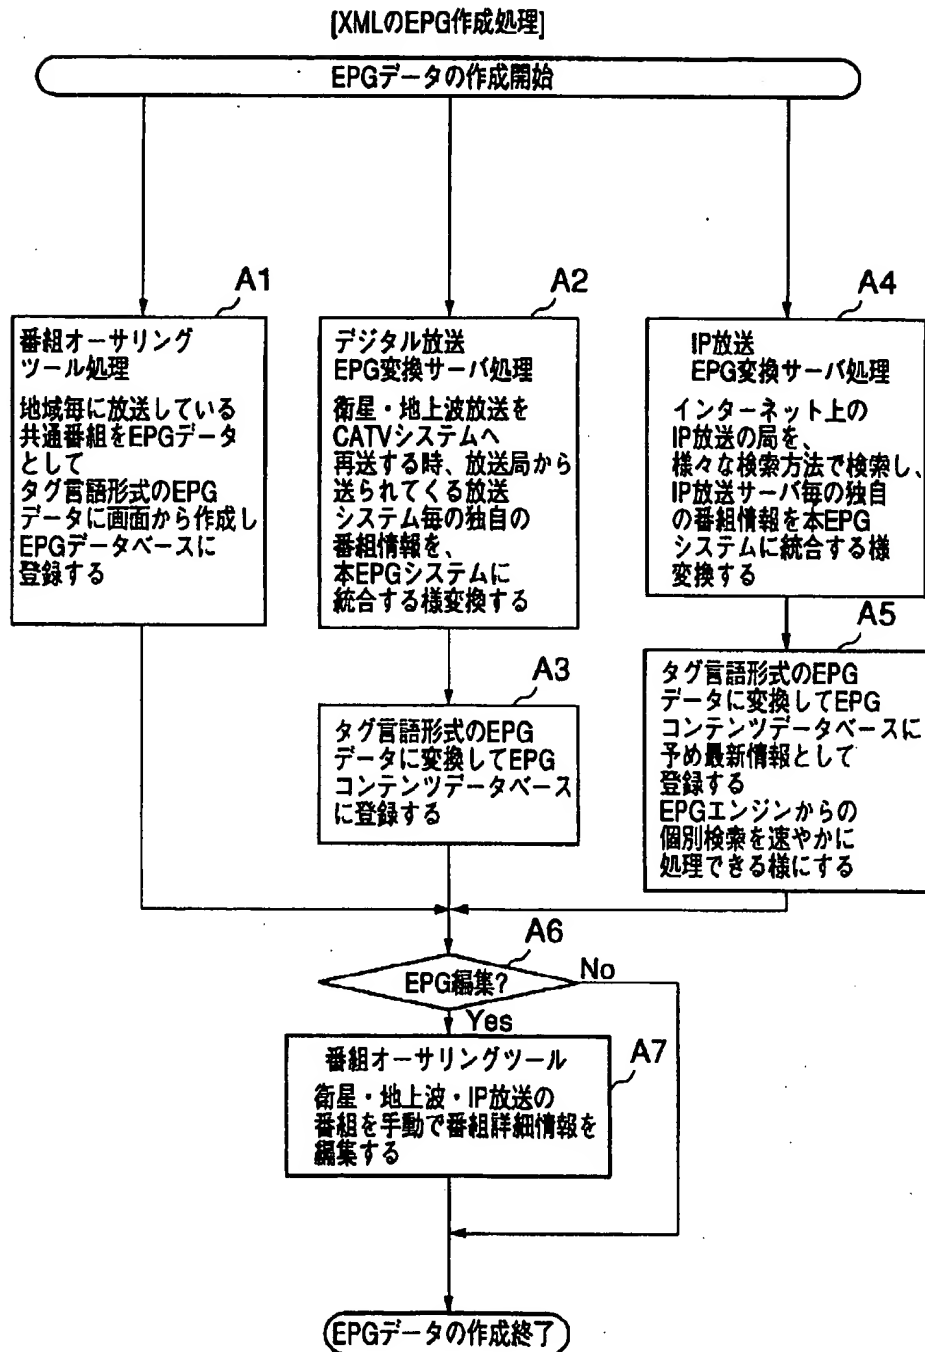 [XMLのEPG作成処理]
EPGデータの作成開始
A1
番組オーサリング
ツール処理
地域毎に放送している
共通番組をEPGデータ
として
タグ言語形式のEPG
データに画面から作成し
EPGデータベースに
登録する
A2
デジタル放送
EPG変換サーバ処理
衛星・地上波放送を
CATVシステムへ
再送する時、放送局から
送られてくる放送
システム毎の独自の
番組情報を、
本EPGシステムに
統合する様変換する
A3
タグ言語形式のEPG
データに変換してEPG
コンテンツデータベース
に登録する
A4
IP放送
EPG変換サーバ処理
インターネット上の
IP放送の局を、
様々な検索方法で検索し、
IP放送サーバ毎の独自
の番組情報を本EPG
システムに統合する様
変換する
A5
タグ言語形式のEPG
データに変換してEPG
コンテンツデータベースに
予め最新情報として
登録する
EPGエンジンからの
個別検索を速やかに
処理できる様にする
A6
EPG編集?
No
Yes
A7
番組オーサリングツール
衛星・地上波・IP放送の
番組を手動で番組詳細情報を
編集する
EPGデータの作成終了